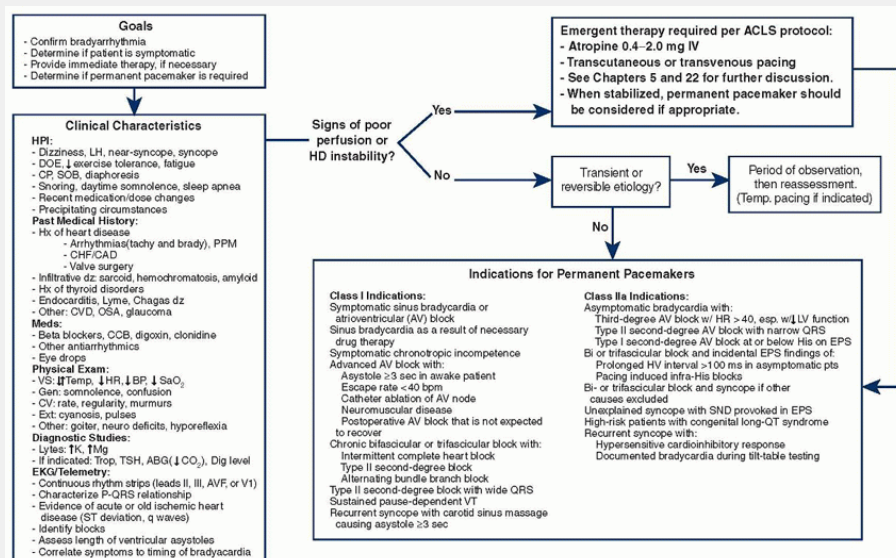 Goals
- Confirm bradyarrhythmia
- Determine if patient is symptomatic
- Provide immediate therapy, if necessary
- Determine if permanent pacemaker is required
Clinical Characteristics
HPI:
- Dizziness, LH, near-syncope, syncope
- DOE, ↓exercise tolerance, fatigue
- CP, SOB, diaphoresis
- Snoring, daytime somnolence, sleep apnea
- Recent medication/dose changes
- Precipitating circumstances
Past Medical History:
- Hx of heart disease
- Arrhythmias(tachy and brady), PPM
- CHF/CAD
- Valve surgery
- Infiltrative dz: sarcoid, hemochromatosis, amyloid
- Hx of thyroid disorders
- Endocarditis, Lyme, Chagas dz
- Other: CVD, OSA, glaucoma
Meds:
- Beta blockers, CCB, digoxin, clonidine
- Other antiarrhythmics
- Eye drops
Physical Exam:
- VS: ⇵Temp, ↓HR,↓BP, ↓SaO₂
- Gen: somnolence, confusion
- CV: rate, regularity, murmurs
- Ext: cyanosis, pulses
- Other: goiter, neuro deficits, hyporeflexia
Diagnostic Studies:
- Lytes: ↑K, ↑Mg
- If indicated: Trop, TSH, ABG(↓CO₂), Dig level
EKG/Telemetry:
- Continuous rhythm strips (leads II, III, AVF, or V1)
- Characterize P-QRS relationship
- Evidence of acute or old ischemic heart
disease (ST deviation, q waves)
- Identify blocks
- Assess length of ventricular asystoles
- Correlate symptoms to timing of bradyacardia
Signs of poor
perfusion or
HD instability?
Yes
Emergent therapy required per ACLS protocol:
- Atropine 0.4–2.0 mg IV
- Transcutaneous or transvenous pacing
- See Chapters 5 and 22 for further discussion.
- When stabilized, permanent pacemaker should
be considered if appropriate.
No
Transient or
reversible etiology?
Yes
Period of observation,
then reassessment.
(Temp. pacing if indicated)
No
Indications for Permanent Pacemakers
Class I Indications:
Symptomatic sinus bradycardia or
atrioventricular (AV) block
Sinus bradycardia as a result of necessary
drug therapy
Symptomatic chronotropic incompetence
Advanced AV block with:
Asystole ≥3 sec in awake patient
Escape rate <40 bpm
Catheter ablation of AV node
Neuromuscular disease
Postoperative AV block that is not expected
to recover
Chronic bifascicular or trifascicular block with:
Intermittent complete heart block
Type II second-degree block
Alternating bundle branch block
Type II second-degree block with wide QRS
Sustained pause-dependent VT
Recurrent syncope with carotid sinus massage
causing asystole ≥3 sec
Class IIa Indications:
Asymptomatic bradycardia with:
Third-degree AV block w/ HR >40, esp. w/↓LV function
Type II second-degree AV block with narrow QRS
Type I second-degree AV block at or below His on EPS
Bi or trifascicular block and incidental EPS findings of:
Prolonged HV interval >100 ms in asymptomatic pts
Pacing induced infra-His blocks
Bi- or trifascicular block and syncope if other
causes excluded
Unexplained syncope with SND provoked in EPS
High-risk patients with congenital long-QT syndrome
Recurrent syncope with:
Hypersensitive cardioinhibitory response
Documented bradycardia during tilt-table testing